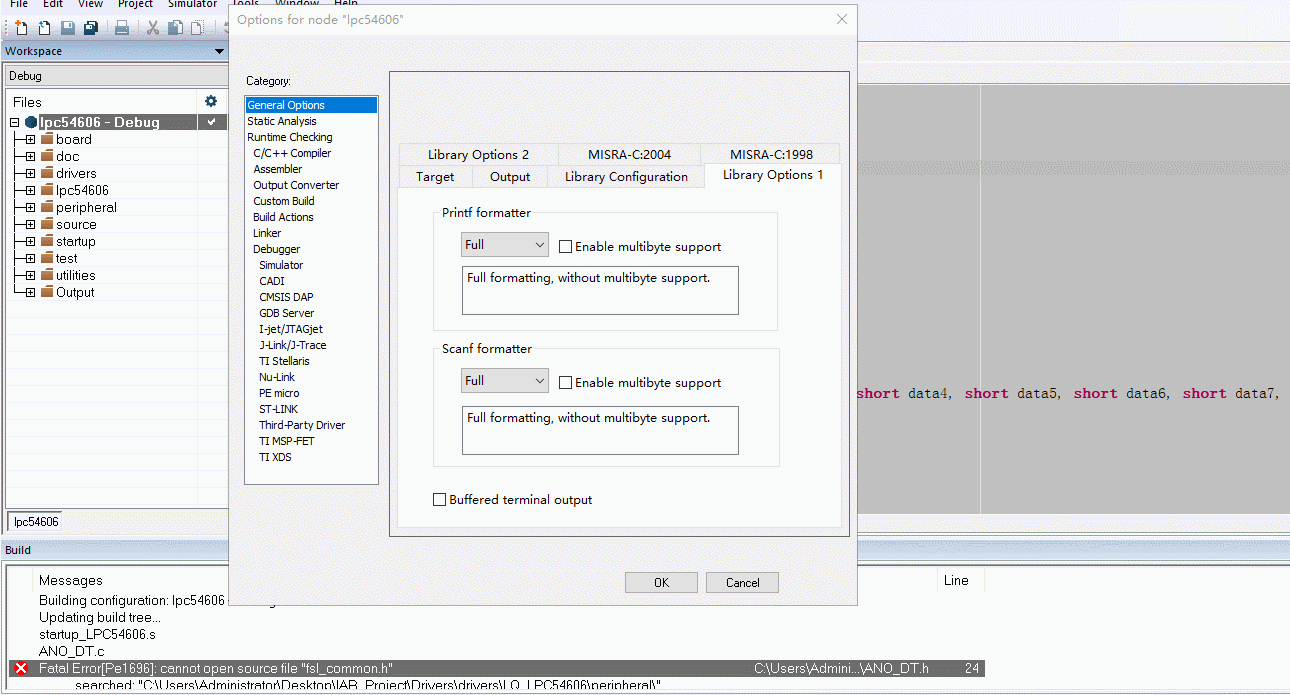 File Edit View Project Simulator Tools Window Help
Options for node "lpc54606"
Workspace
Debug
Files
lpc54606 - Debug
board
doc
drivers
lpc54606
peripheral
source
startup
test
utilities
Output
lpc54606
Category:
General Options
Static Analysis
Runtime Checking
C/C++ Compiler
Assembler
Output Converter
Custom Build
Build Actions
Linker
Debugger
Simulator
CADI
CMSIS DAP
GDB Server
I-jet/JTAGjet
J-Link/J-Trace
TI Stellaris
Nu-Link
PE micro
ST-LINK
Third-Party Driver
TI MSP-FET
TI XDS
Library Options 2 MISRA-C:2004 MISRA-C:1998
Target Output Library Configuration Library Options 1
Printf formatter
Full Enable multibyte support
Full formatting, without multibyte support.
Scanf formatter
Full Enable multibyte support
Full formatting, without multibyte support.
Buffered terminal output
OK Cancel
short data4, short data5, short data6, short data7,
Build
Messages Line
Building configuration: lpc54606
Updating build tree...
startup_LPC54606.s
ANO_DT.c
Fatal Error[Pe1696]: cannot open source file "fsl_common.h" C:\Users\Admini...\ANO_DT.h 24
searched: "C:\Users\Administrator\Desktop\IAR_Project\Drivers\drivers\LQ_LPC54606\peripheral\"